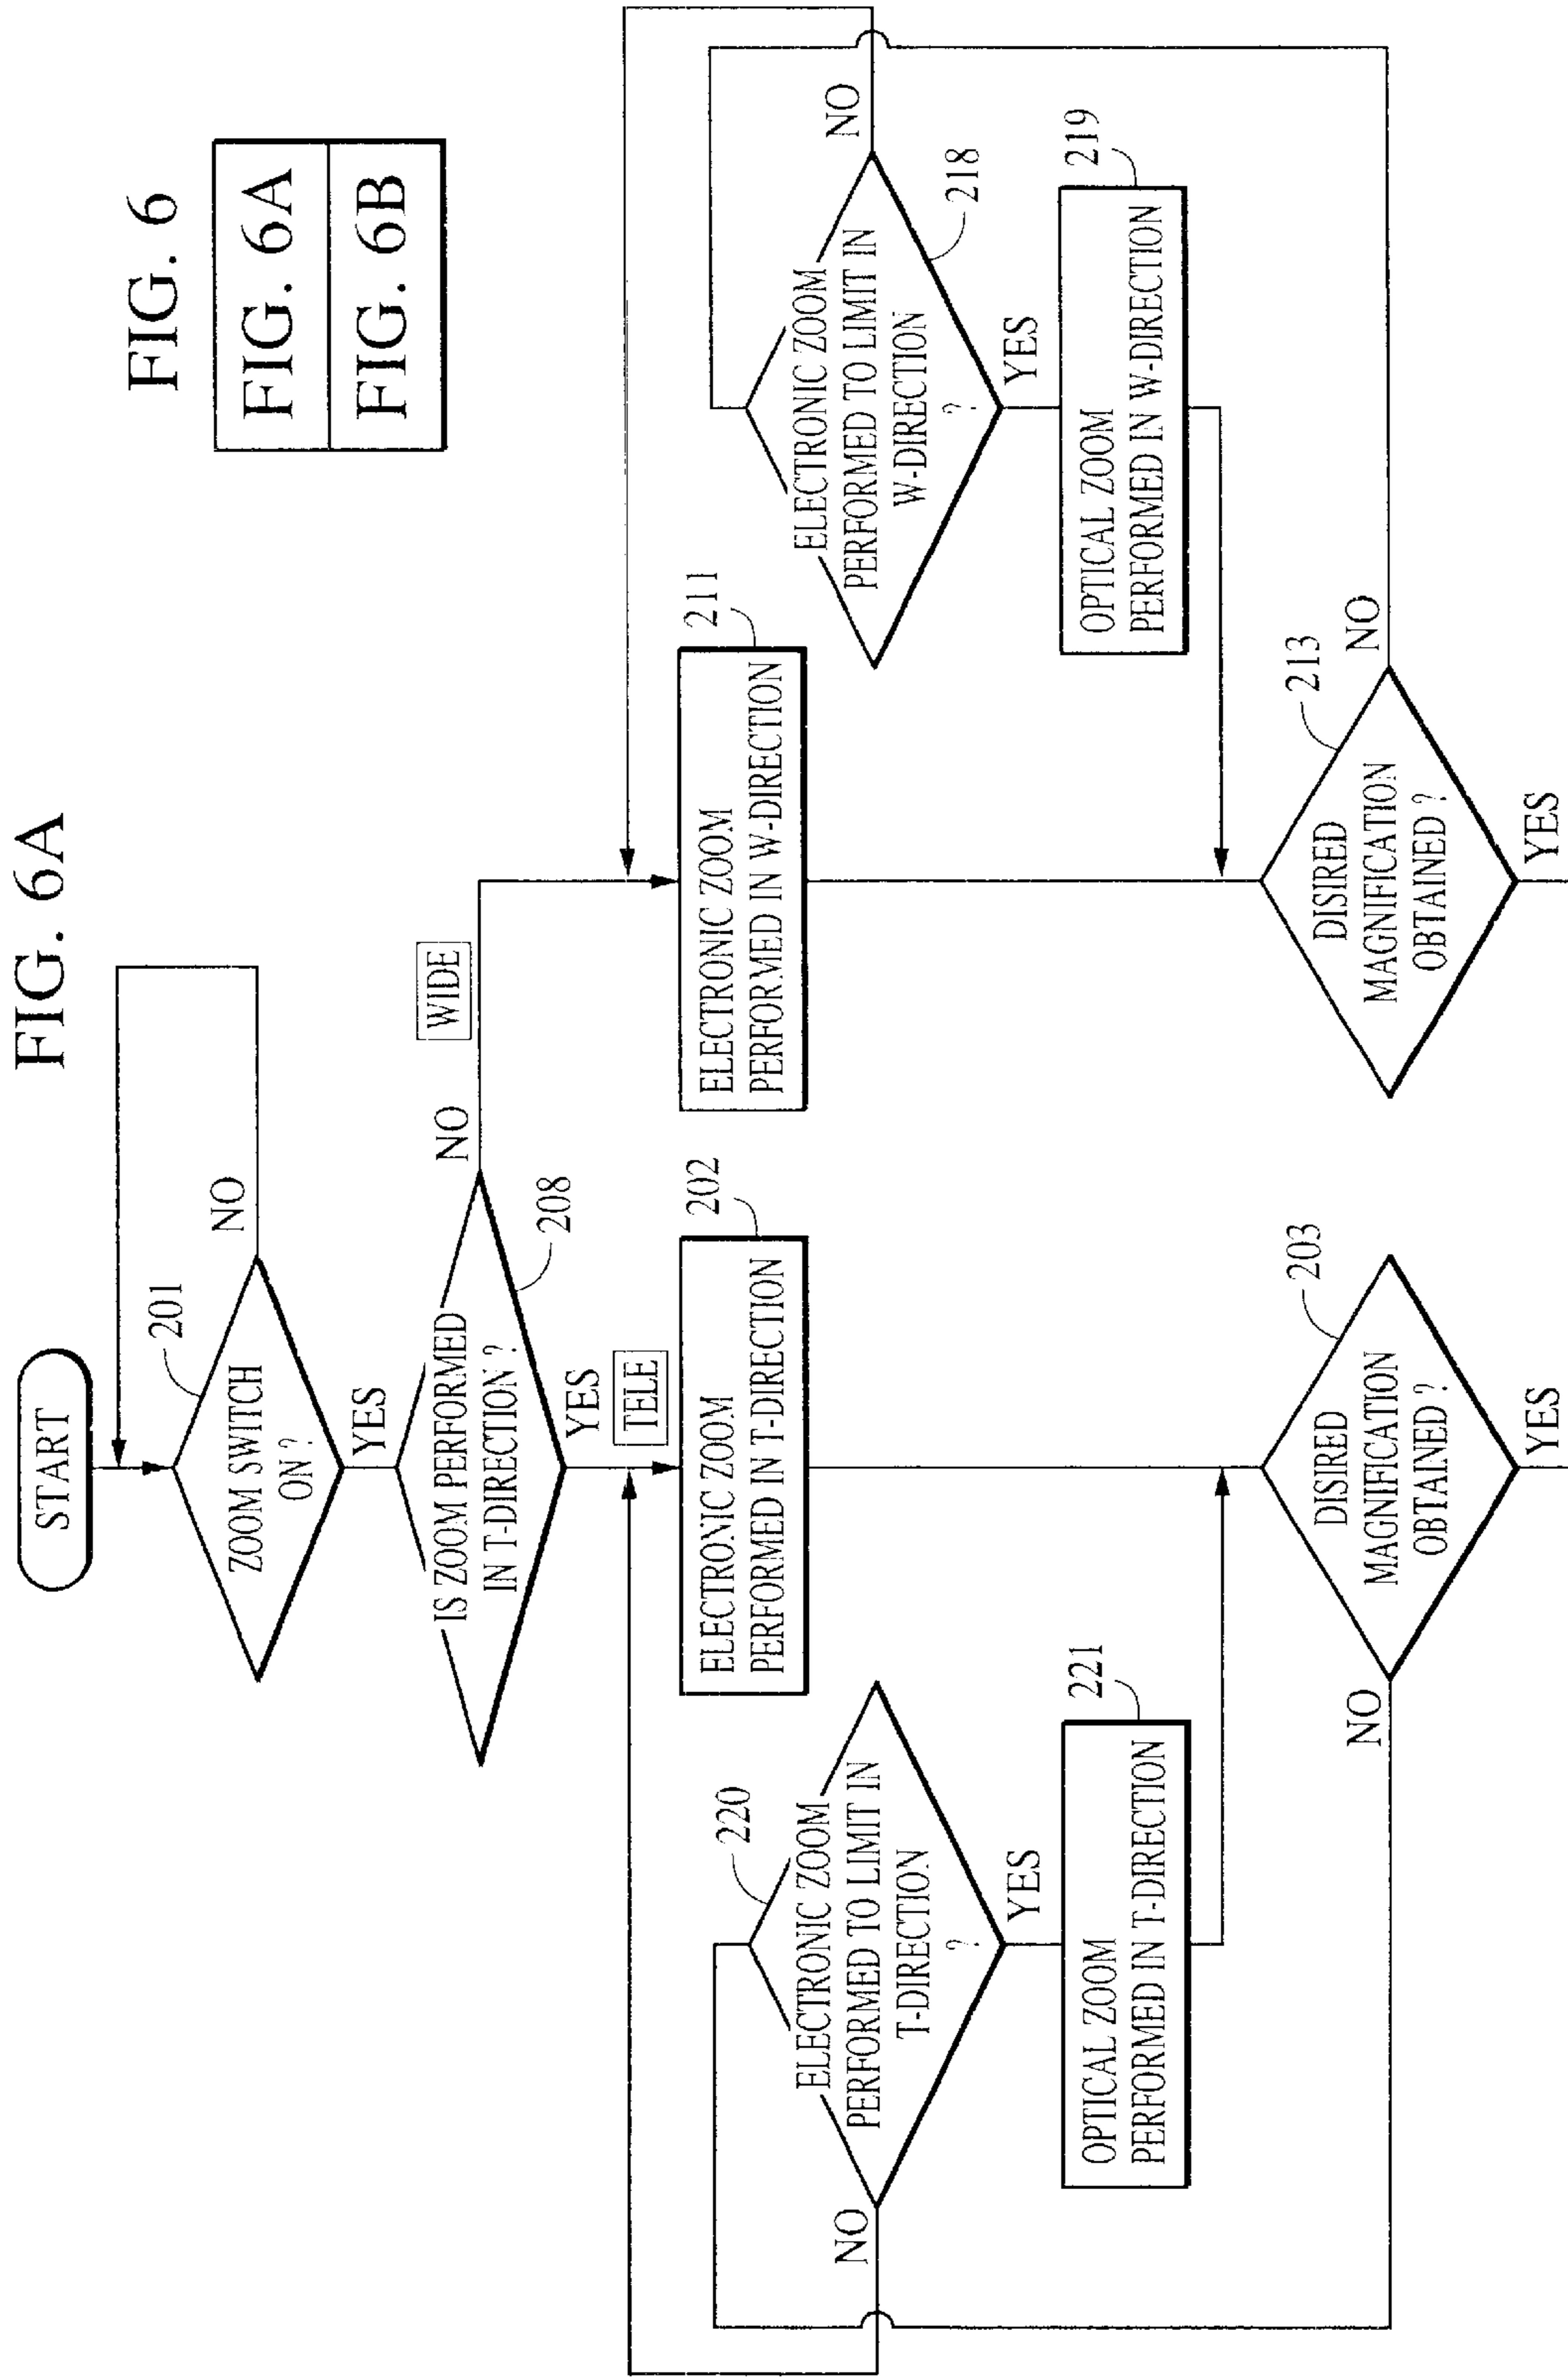 FIG. 6A
FIG. 6
FIG. 6A
FIG. 6B
START
201
ZOOM SWITCH
ON ?
NO
YES
208
IS ZOOM PERFORMED
IN T-DIRECTION ?
NO
WIDE
YES
TELE
202
ELECTRONIC ZOOM
PERFORMED IN T-DIRECTION
211
ELECTRONIC ZOOM
PERFORMED IN W-DIRECTION
220
ELECTRONIC ZOOM
PERFORMED TO LIMIT IN
T-DIRECTION
?
NO
YES
221
OPTICAL ZOOM
PERFORMED IN T-DIRECTION
218
ELECTRONIC ZOOM
PERFORMED TO LIMIT IN
W-DIRECTION
?
NO
YES
219
OPTICAL ZOOM
PERFORMED IN W-DIRECTION
203
DISIRED
MAGNIFICATION
OBTAINED ?
NO
YES
213
DISIRED
MAGNIFICATION
OBTAINED ?
NO
YES